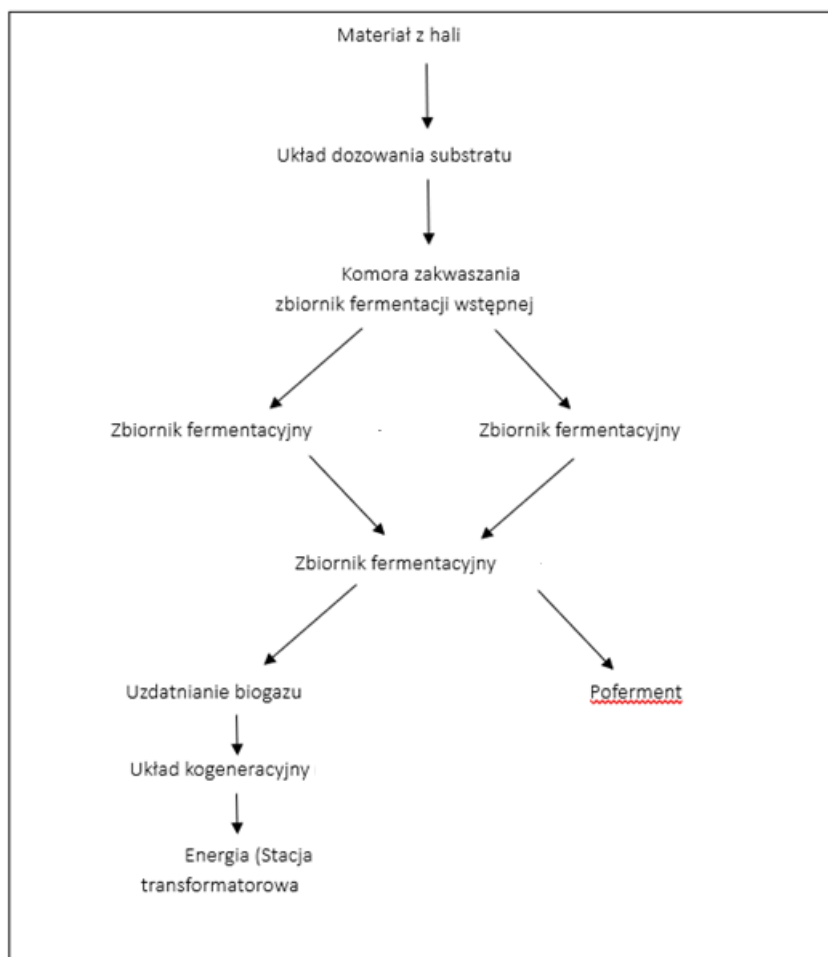 Materiał z hali
Układ dozowania substratu
Komora zakwaszania
zbiornik fermentacji wstępnej
Zbiornik fermentacyjny
Zbiornik fermentacyjny
Zbiornik fermentacyjny
Uzdatnianie biogazu
Poferment
Układ kogeneracyjny
Energia (Stacja
transformatorowa